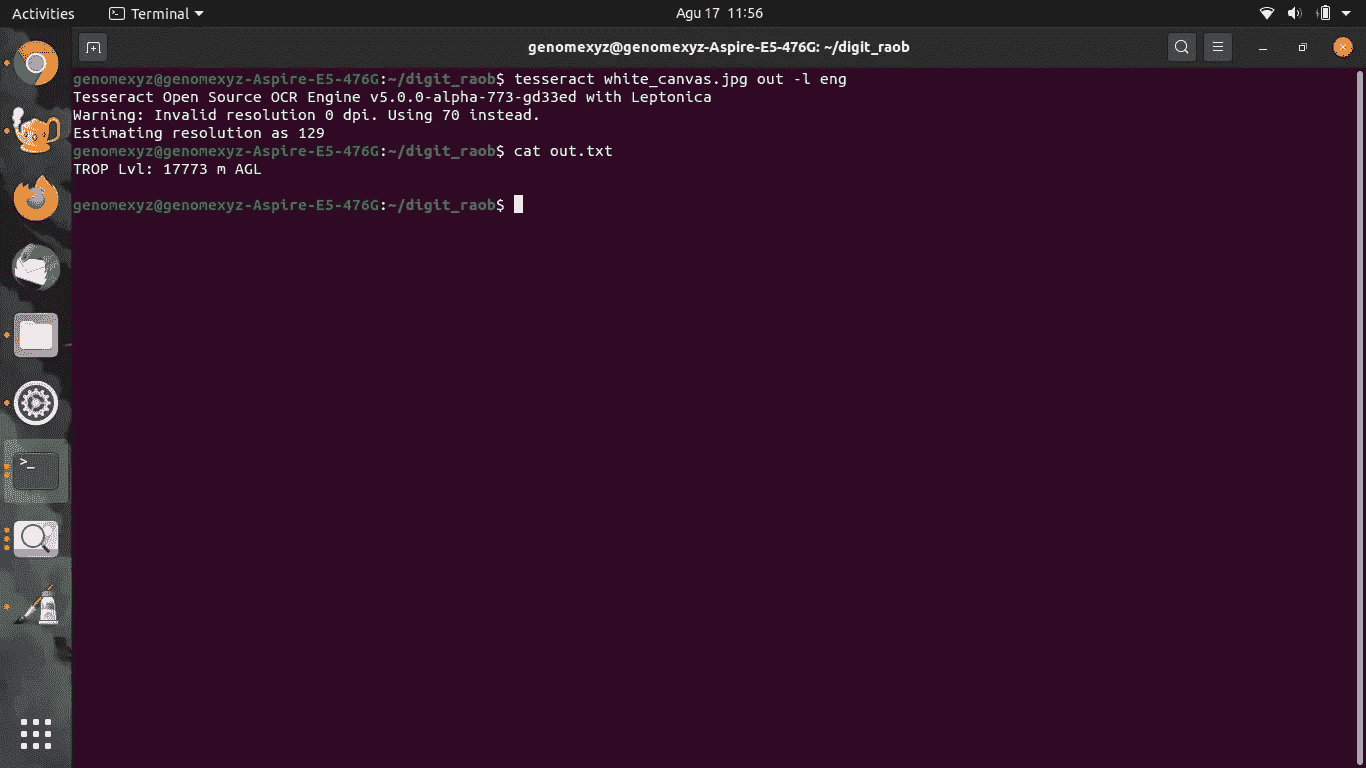 Activities
Terminal
Agu 17 11:56
genomexyz@genomexyz-Aspire-E5-476G: ~/digit_raob
genomexyz@genomexyz-Aspire-E5-476G:~/digit_raob$ tesseract white_canvas.jpg out -l eng
Tesseract Open Source OCR Engine v5.0.0-alpha-773-gd33ed with Leptonica
Warning: Invalid resolution 0 dpi. Using 70 instead.
Estimating resolution as 129
genomexyz@genomexyz-Aspire-E5-476G:~/digit_raob$ cat out.txt
TROP Lvl: 17773 m AGL
genomexyz@genomexyz-Aspire-E5-476G:~/digit_raob$